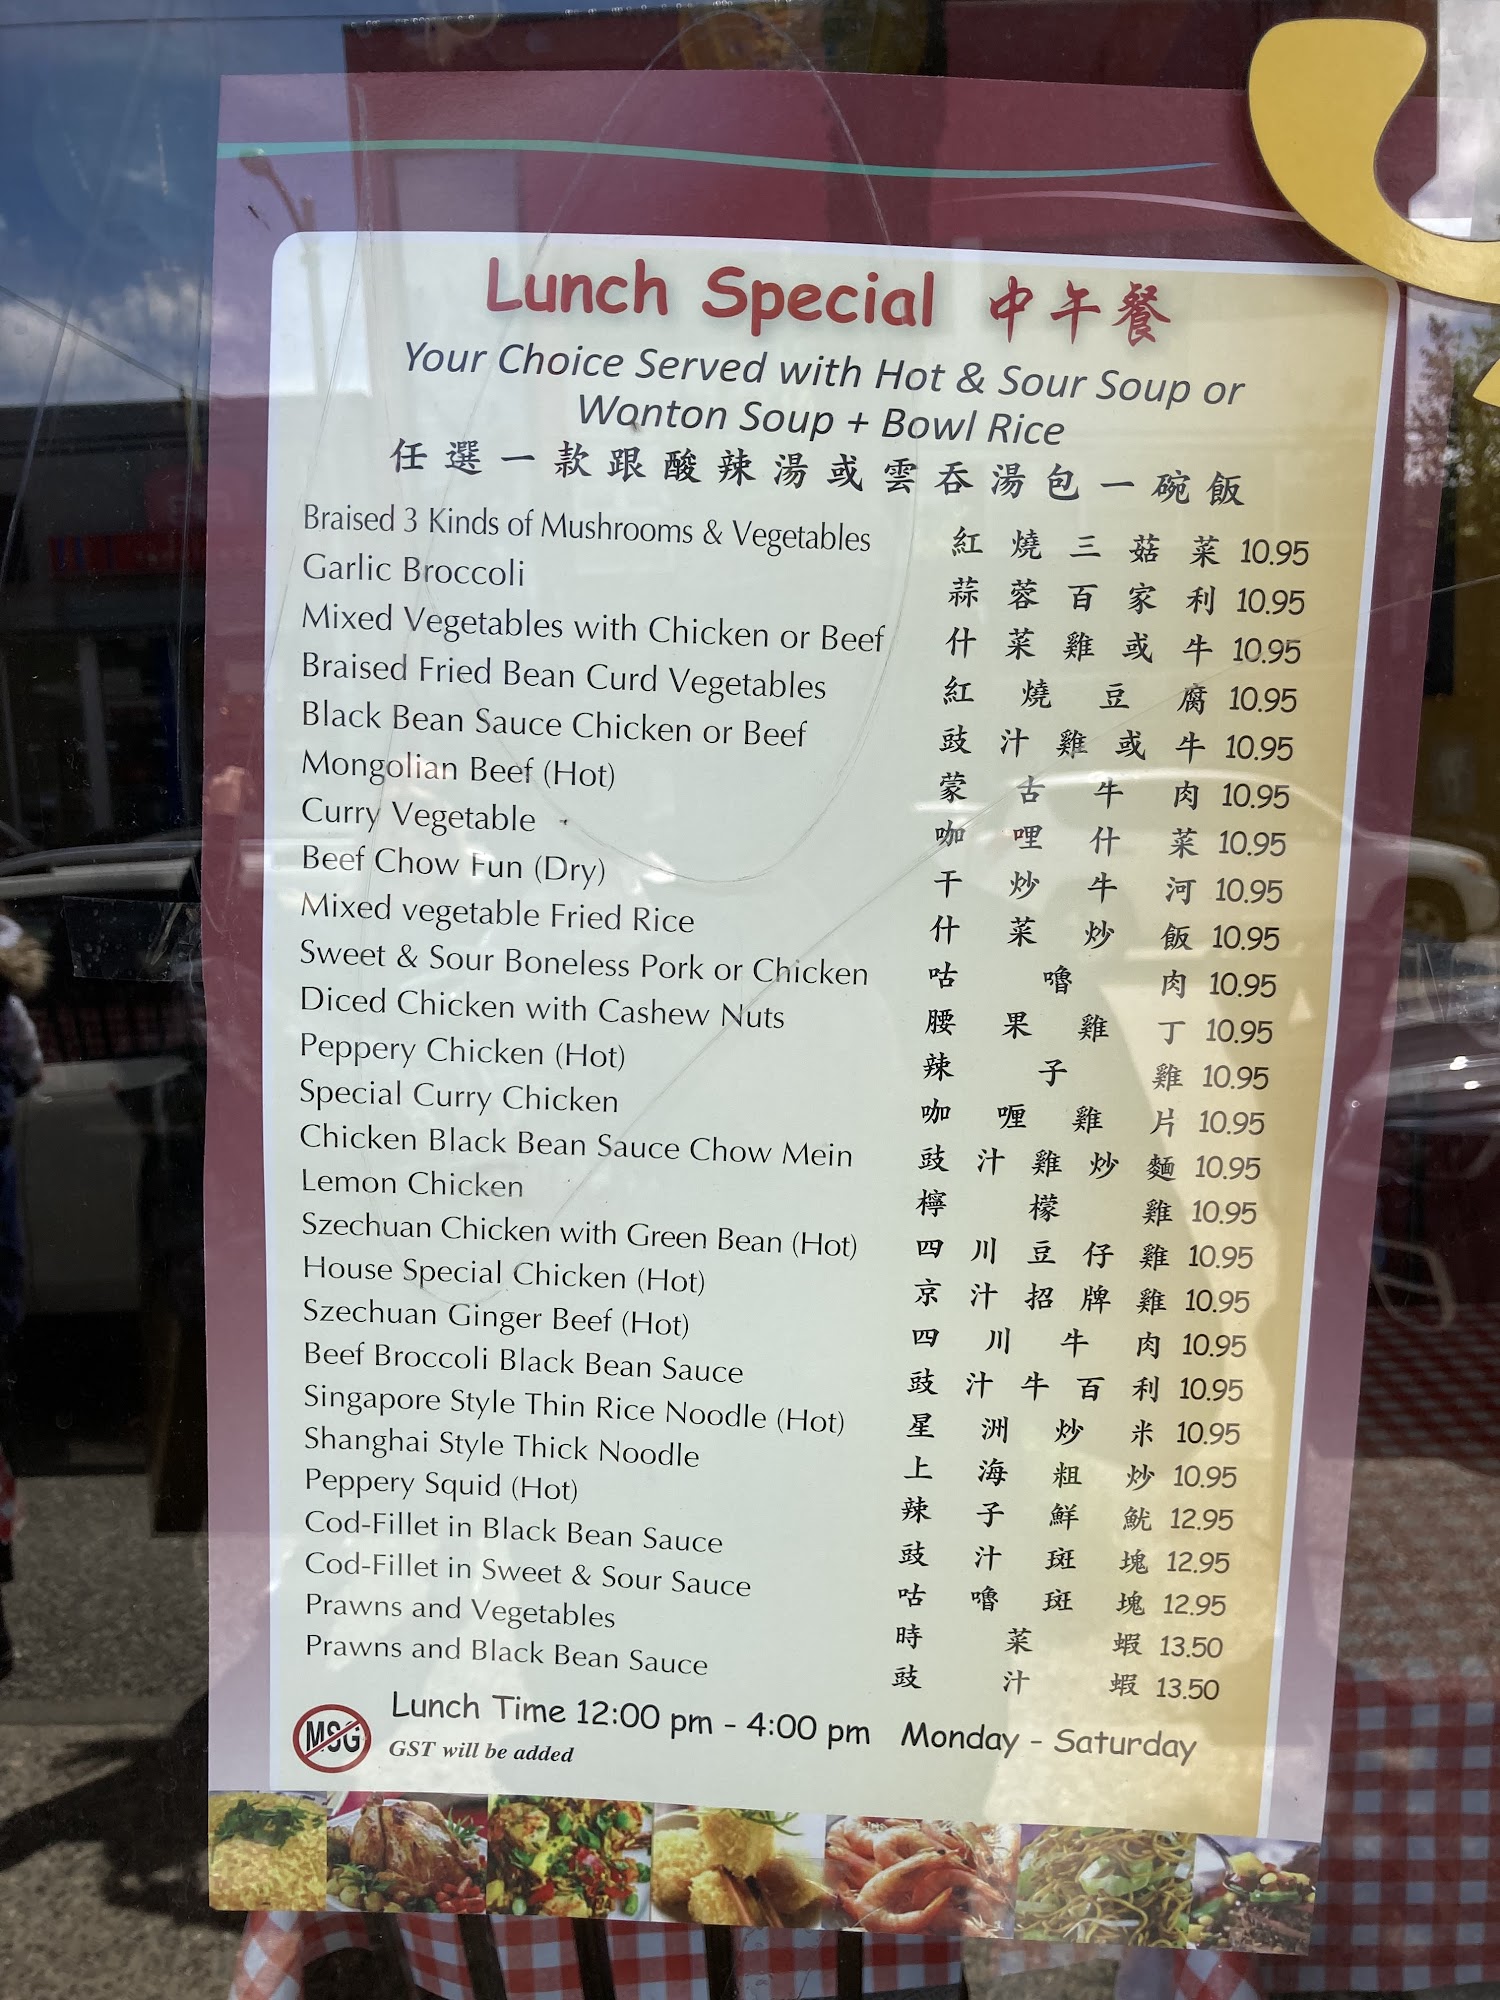 Lunch Special 中午餐
Your Choice Served with Hot & Sour Soup or
Wonton Soup + Bowl Rice
任選一款跟酸辣湯或雲吞湯包一碗飯
Braised 3 Kinds of Mushrooms & Vegetables 紅燒三菇菜 10.95
Garlic Broccoli 蒜蓉百家利 10.95
Mixed Vegetables with Chicken or Beef 什菜雞或牛 10.95
Braised Fried Bean Curd Vegetables 紅燒豆腐 10.95
Black Bean Sauce Chicken or Beef 豉汁雞或牛 10.95
Mongolian Beef (Hot) 蒙古牛肉 10.95
Curry Vegetable 咖哩什菜 10.95
Beef Chow Fun (Dry) 干炒牛河 10.95
Mixed vegetable Fried Rice 什菜炒飯 10.95
Sweet & Sour Boneless Pork or Chicken 咕嚕肉 10.95
Diced Chicken with Cashew Nuts 腰果雞丁 10.95
Peppery Chicken (Hot) 辣子雞 10.95
Special Curry Chicken 咖喱雞片 10.95
Chicken Black Bean Sauce Chow Mein 豉汁雞炒麵 10.95
Lemon Chicken 檸檬雞 10.95
Szechuan Chicken with Green Bean (Hot) 四川豆仔雞 10.95
House Special Chicken (Hot) 京汁招牌雞 10.95
Szechuan Ginger Beef (Hot) 四川牛肉 10.95
Beef Broccoli Black Bean Sauce 豉汁牛百利 10.95
Singapore Style Thin Rice Noodle (Hot) 星洲炒米 10.95
Shanghai Style Thick Noodle 上海粗炒 10.95
Peppery Squid (Hot) 辣子鮮魷 12.95
Cod-Fillet in Black Bean Sauce 豉汁斑塊 12.95
Cod-Fillet in Sweet & Sour Sauce 咕嚕斑塊 12.95
Prawns and Vegetables 時菜蝦 13.50
Prawns and Black Bean Sauce 豉汁蝦 13.50
MSG
Lunch Time 12:00 pm - 4:00 pm Monday - Saturday
GST will be added